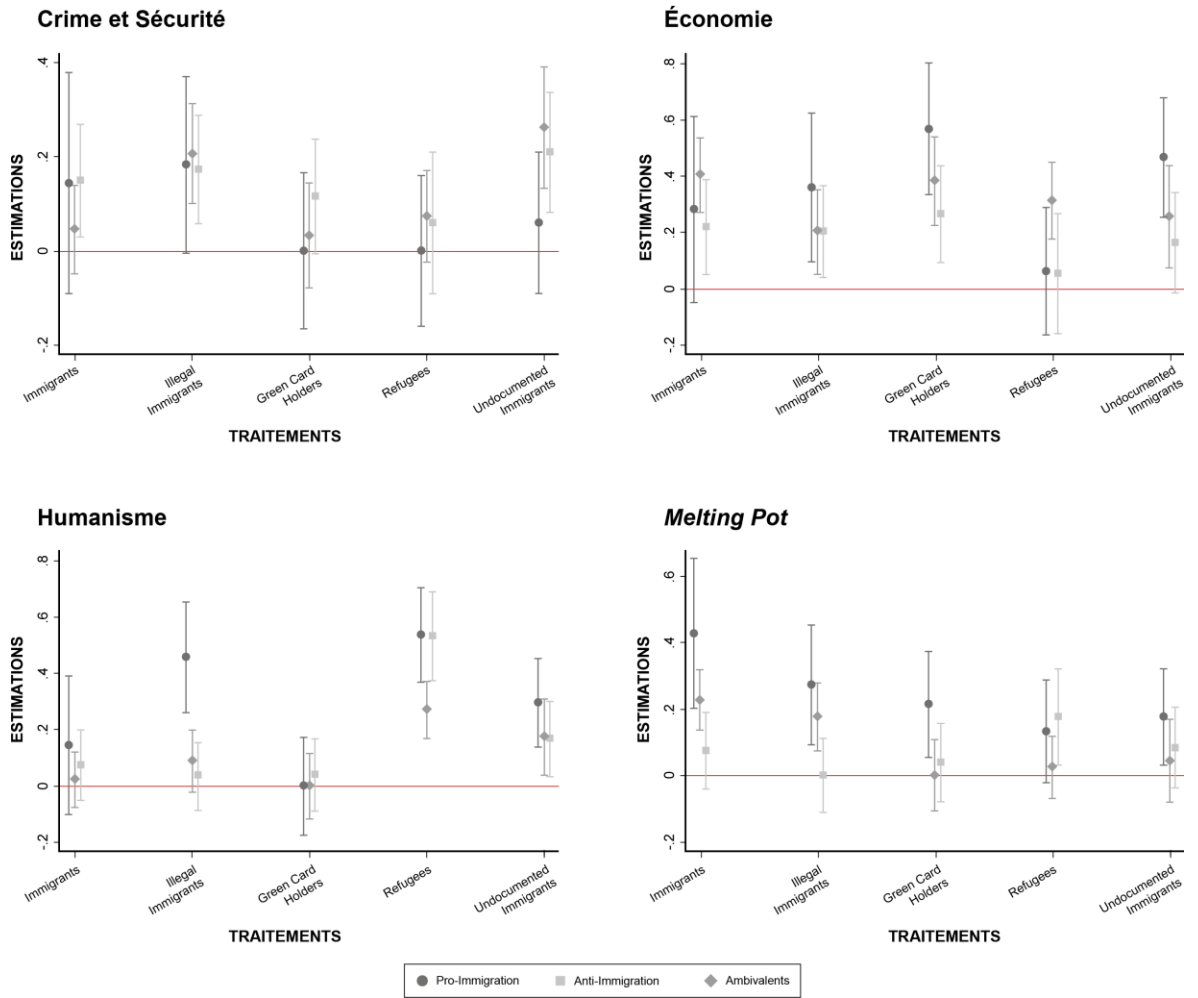 Crime et Sécurité
ESTIMATIONS
.4
.2
0
-.2
Immigrants
Illegal
Immigrants
Green Card
Holders
Refugees
Undocumented
Immigrants
TRAITEMENTS
Économie
ESTIMATIONS
.8
.6
.4
.2
0
-.2
Immigrants
Illegal
Immigrants
Green Card
Holders
Refugees
Undocumented
Immigrants
TRAITEMENTS
Humanisme
ESTIMATIONS
.8
.6
.4
.2
0
-.2
Immigrants
Illegal
Immigrants
Green Card
Holders
Refugees
Undocumented
Immigrants
TRAITEMENTS
Melting Pot
ESTIMATIONS
.6
.4
.2
0
-.2
Immigrants
Illegal
Immigrants
Green Card
Holders
Refugees
Undocumented
Immigrants
TRAITEMENTS
Pro-Immigration Anti-Immigration Ambivalents